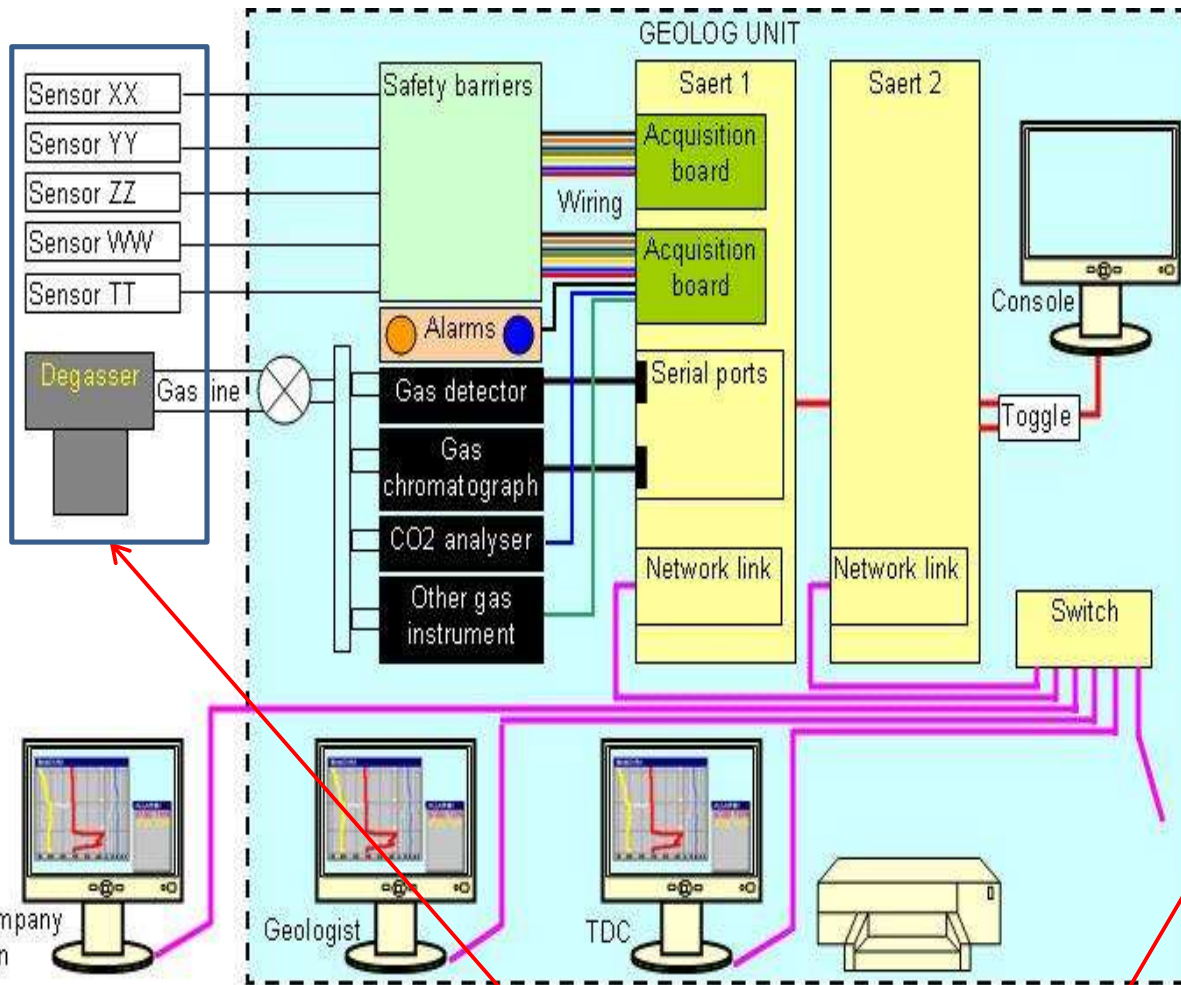 GEOLOG UNIT
Sensor XX
Sensor YY
Sensor ZZ
Sensor WW
Sensor TT
Degasser
Gas line
Safety barriers
Wiring
Alarms
Gas detector
Gas
chromatograph
CO2 analyser
Other gas
instrument
Saert 1
Acquisition
board
Acquisition
board
Serial ports
Network link
Saert 2
Network link
Console
Toggle
Switch
Geologist
TDC